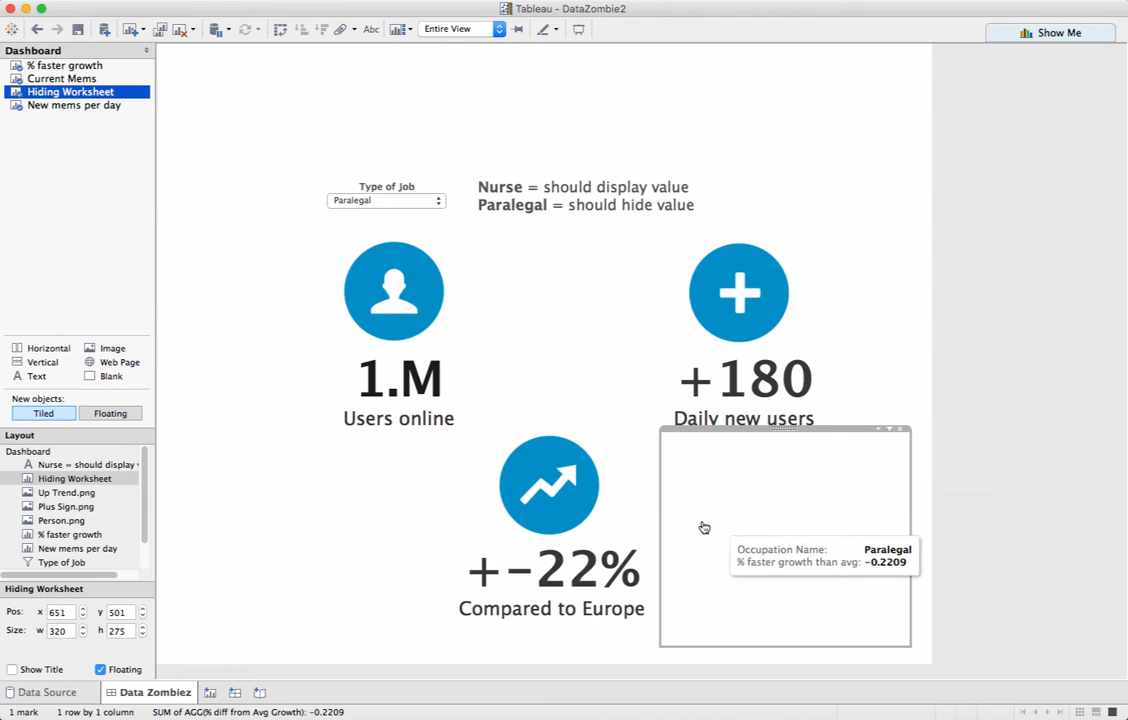 Tableau - DataZombie2
Abc
Entire View
Show Me
Dashboard
% faster growth
Current Mems
Hiding Worksheet
New mems per day
Horizontal
Image
Vertical
Web Page
Text
Blank
New objects:
Tiled
Floating
Layout
Dashboard
Nurse = should display
Hiding Worksheet
Up Trend.png
Plus Sign.png
Person.png
% faster growth
New mems per day
Type of Job
Hiding Worksheet
Pos: x 651 y 501
Size: w 320 h 275
Show Title
Floating
Type of Job
Paralegal
Nurse = should display value
Paralegal = should hide value
1.M
Users online
+180
Daily new users
+-22%
Compared to Europe
Occupation Name: Paralegal
% faster growth than avg: -0.2209
Data Source
Data Zombiez
1 mark 1 row by 1 column SUM of AGG(% diff from Avg Growth): -0.2209